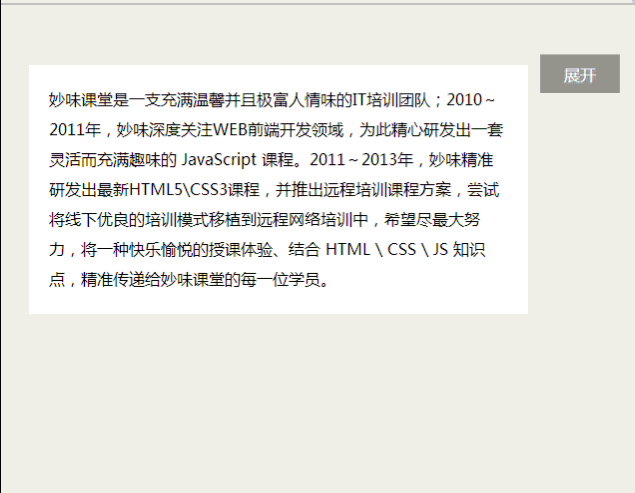 展开
妙味课堂是一支充满温馨并且极富人情味的IT培训团队；2010～
2011年，妙味深度关注WEB前端开发领域，为此精心研发出一套
灵活而充满趣味的 JavaScript 课程。2011～2013年，妙味精准
研发出最新HTML5\CSS3课程，并推出远程培训课程方案，尝试
将线下优良的培训模式移植到远程网络培训中，希望尽最大努
力，将一种快乐愉悦的授课体验、结合 HTML \ CSS \ JS 知识
点，精准传递给妙味课堂的每一位学员。